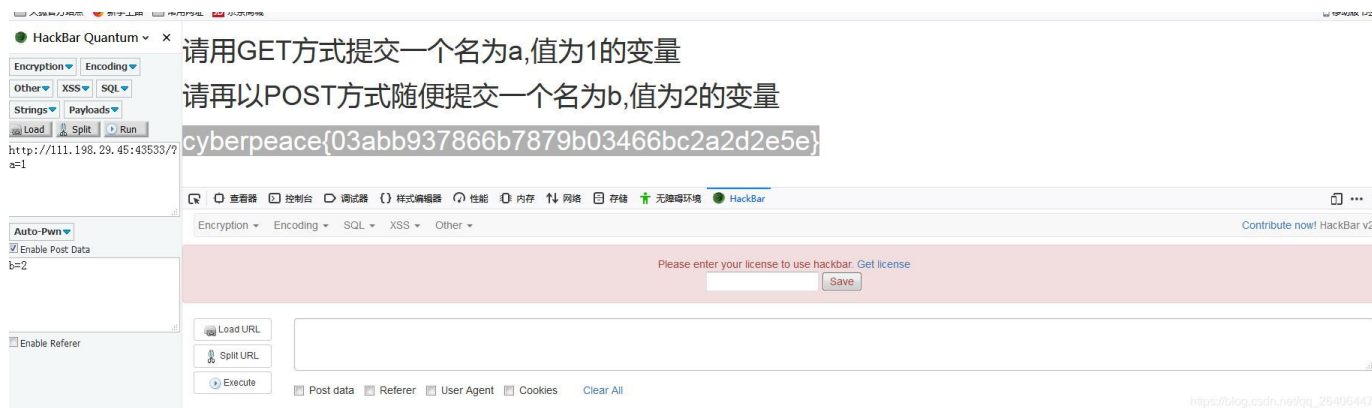 HackBar Quantum
Encryption Encoding
Other XSS SQL
Strings Payloads
Load Split Run
http://111.198.29.45:43533/?
a=1
Auto-Pwn
Enable Post Data
b=2
Enable Referer
请用GET方式提交一个名为a,值为1的变量
请再以POST方式随便提交一个名为b,值为2的变量
cyberpeace{03abb937866b7879b03466bc2a2d2e5e}
查看器 控制台 调试器 {} 样式编辑器 性能 内存 网络 存储 无障碍环境 HackBar
Encryption Encoding SQL XSS Other Contribute now! HackBar v2
Please enter your license to use hackbar. Get license
Save
Load URL
Split URL
Execute
Post data Referer User Agent Cookies Clear All